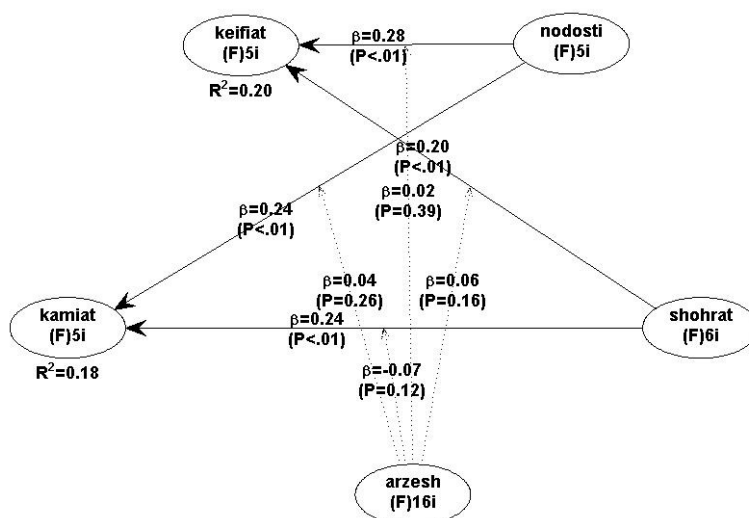 keifiat
(F)5i
R²=0.20
β=0.28
(P<.01)
nodosti
(F)5i
β=0.20
(P<.01)
β=0.02
(P=0.39)
β=0.24
(P<.01)
β=0.04
(P=0.26)
β=0.06
(P=0.16)
kamiat
(F)5i
R²=0.18
β=0.24
(P<.01)
shohrat
(F)6i
β=-0.07
(P=0.12)
arzesh
(F)16i